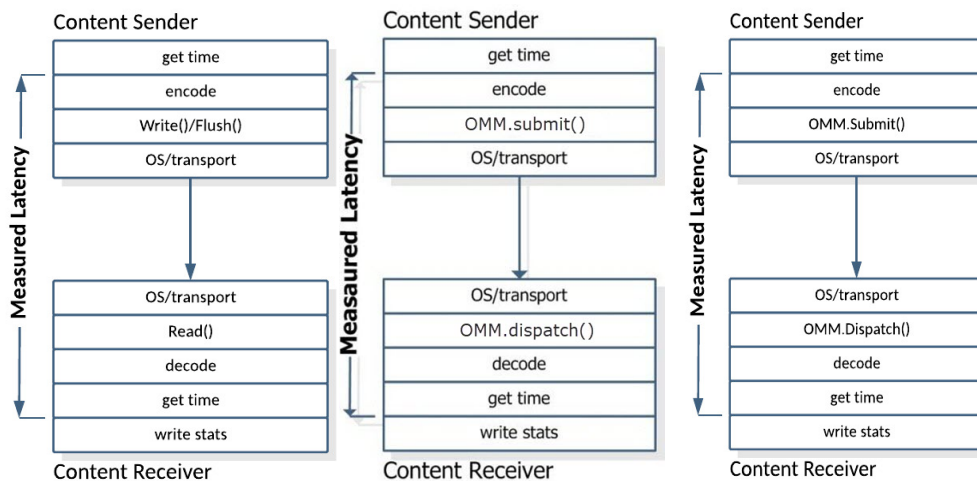 Content Sender
get time
encode
Write()/Flush()
OS/transport
Measured Latency
OS/transport
Read()
decode
get time
write stats
Content Receiver
Content Sender
get time
encode
OMM.submit()
OS/transport
Measaured Latency
OS/transport
OMM.dispatch()
decode
get time
write stats
Content Receiver
Content Sender
get time
encode
OMM.Submit()
OS/transport
Measured Latency
OS/transport
OMM.Dispatch()
decode
get time
write stats
Content Receiver